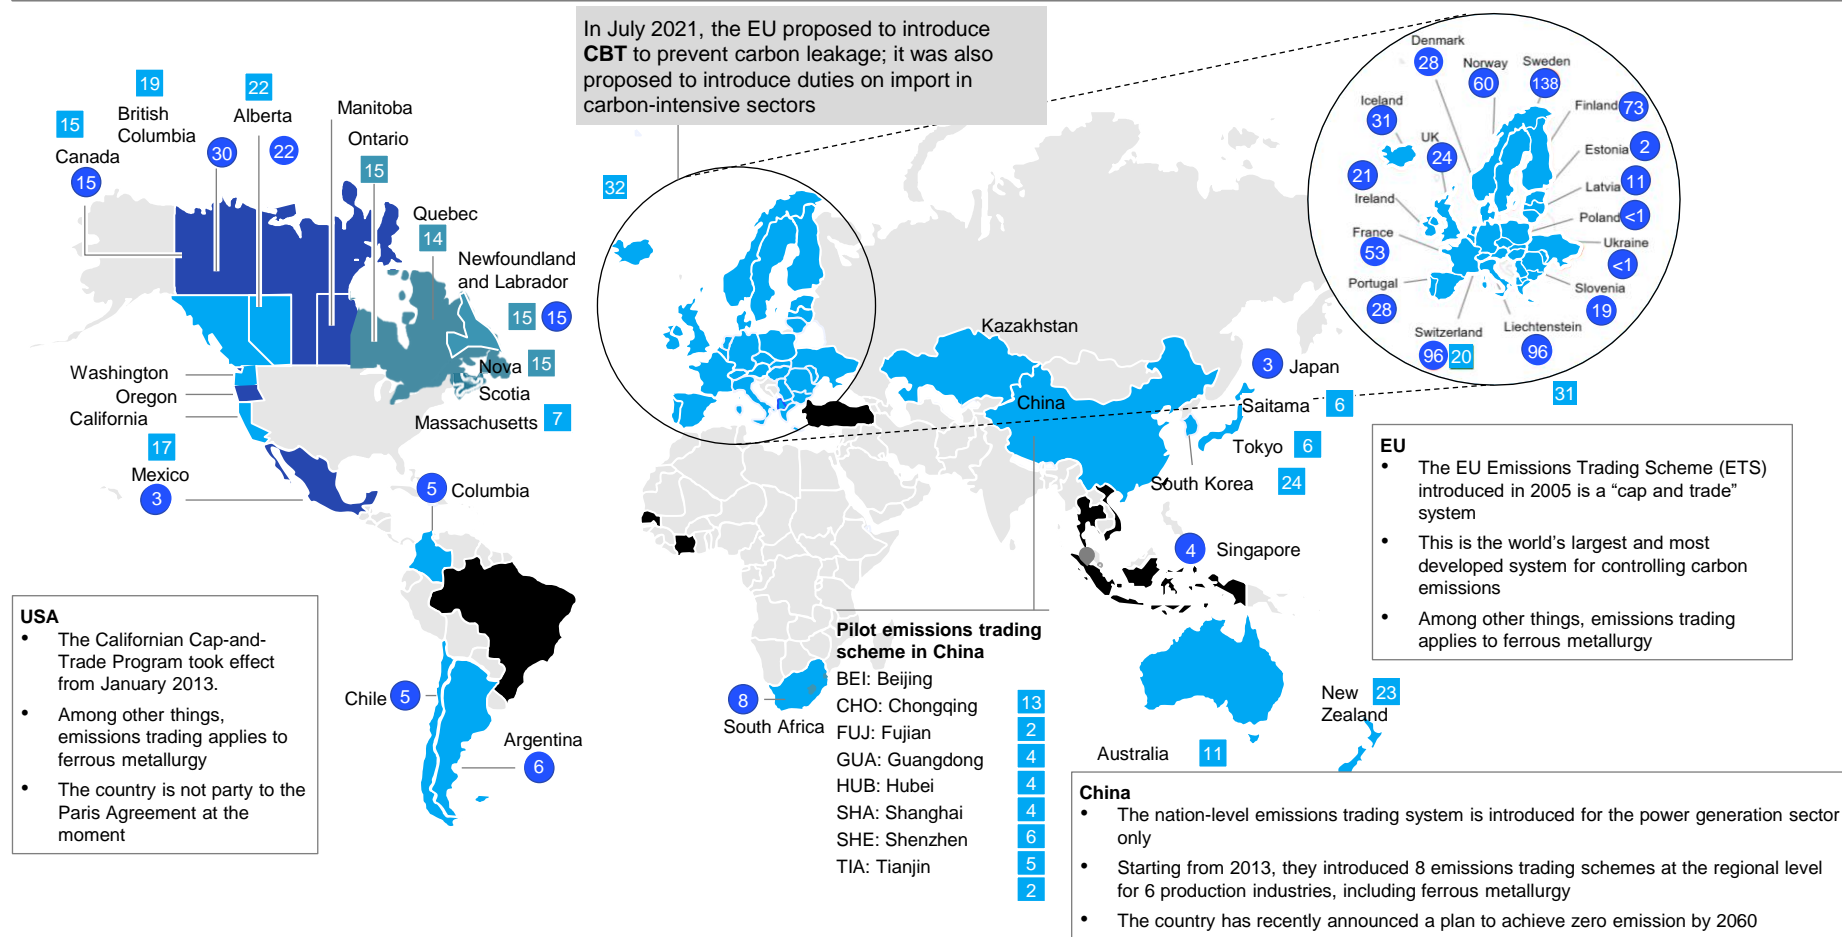 In July 2021, the EU proposed to introduce
CBT to prevent carbon leakage; it was also
proposed to introduce duties on import in
carbon-intensive sectors
19
British
Columbia
30
22
Alberta
22
Manitoba
Ontario
15
15
Canada
15
Quebec
14
Newfoundland
and Labrador
15 15
Nova 15
Scotia
Washington
Oregon
California
17
Massachusetts 7
Mexico
3
5 Columbia
32
Kazakhstan
China
3 Japan
Saitama 6
Tokyo 6
South Korea 24
4 Singapore
Denmark
28
Norway
60
Sweden
138
Finland 73
Iceland
31
UK
24
Estonia 2
21
Ireland
Latvia 11
Poland <1
France
53
Ukraine
<1
Portugal
28
Slovenia
19
Switzerland
96 20
Liechtenstein
96
31
EU
• The EU Emissions Trading Scheme (ETS)
introduced in 2005 is a “cap and trade”
system
• This is the world’s largest and most
developed system for controlling carbon
emissions
• Among other things, emissions trading
applies to ferrous metallurgy
USA
• The Californian Cap-and-
Trade Program took effect
from January 2013.
• Among other things,
emissions trading applies to
ferrous metallurgy
• The country is not party to the
Paris Agreement at the
moment
Chile 5
Argentina
6
8
South Africa
Pilot emissions trading
scheme in China
BEI: Beijing
CHO: Chongqing 13
FUJ: Fujian 2
GUA: Guangdong 4
HUB: Hubei 4
SHA: Shanghai 4
SHE: Shenzhen 6
TIA: Tianjin 5
2
Australia 11
New 23
Zealand
China
• The nation-level emissions trading system is introduced for the power generation sector
only
• Starting from 2013, they introduced 8 emissions trading schemes at the regional level
for 6 production industries, including ferrous metallurgy
• The country has recently announced a plan to achieve zero emission by 2060